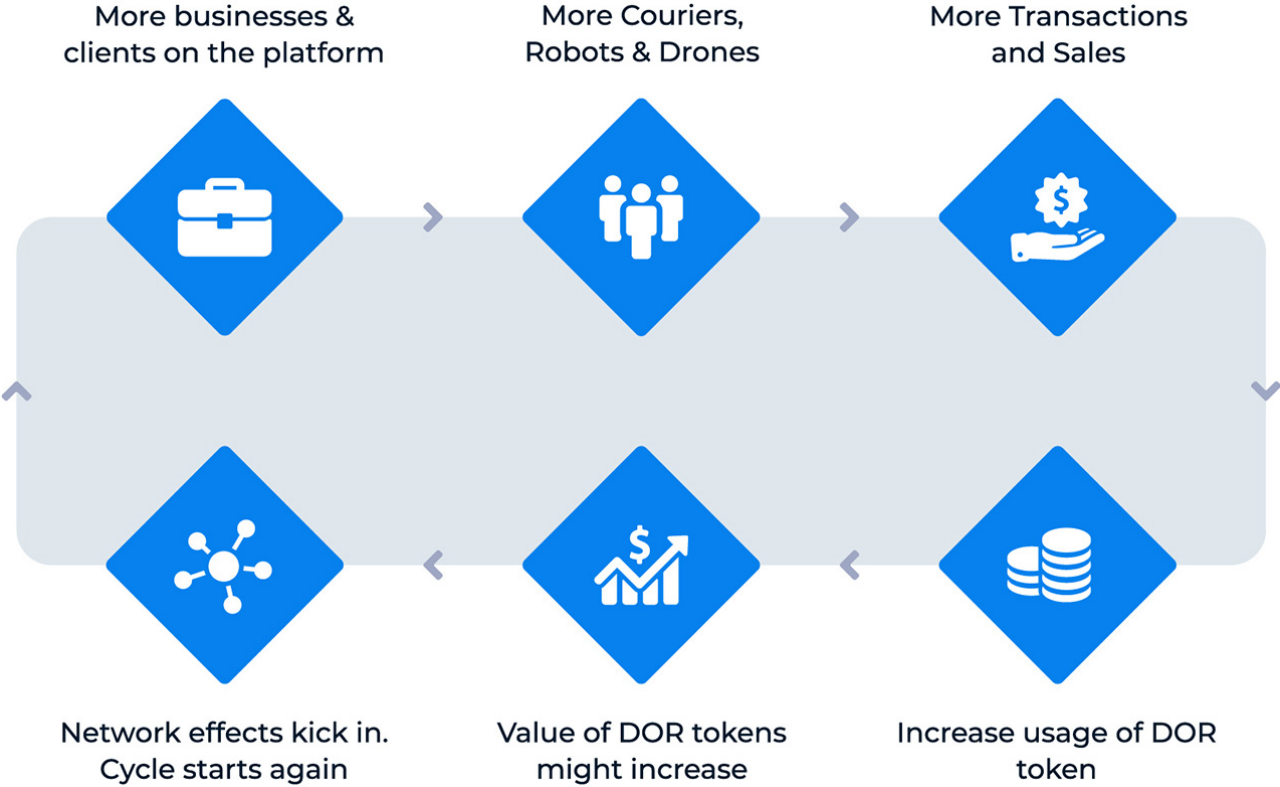 More businesses &
clients on the platform
More Couriers,
Robots & Drones
More Transactions
and Sales
$
$
Network effects kick in.
Cycle starts again
Value of DOR tokens
might increase
Increase usage of DOR
token